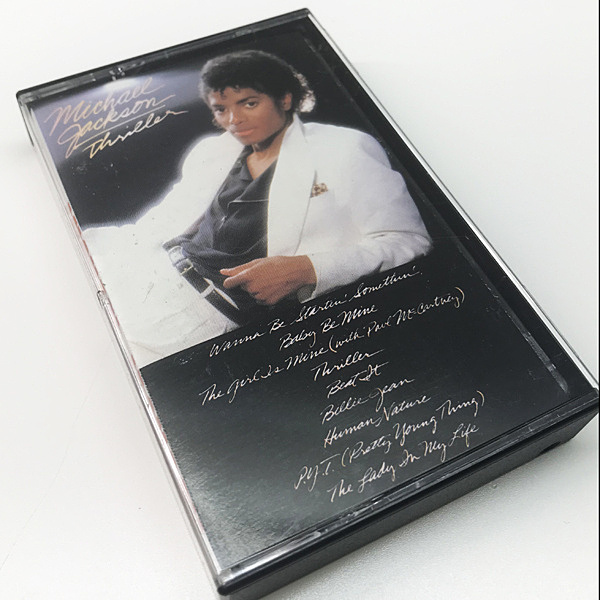 Michael
Jackson
Thriller
Wanna Be Startin' Somethin'
Baby Be Mine
The Girl Is Mine (with Paul McCartney)
Thriller
Beat It
Billie Jean
Human Nature
P.Y.T. (Pretty Young Thing)
The Lady In My Life